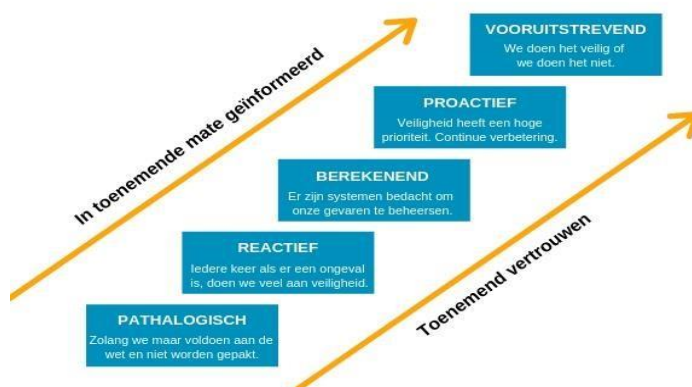 VOORUITSTREVEND
We doen het veilig of
we doen het niet.
PROACTIEF
Veiligheid heeft een hoge
prioriteit. Continue verbetering.
BEREKENEND
Er zijn systemen bedacht om
onze gevaren te beheersen.
REACTIEF
Iedere keer als er een ongeval
is, doen we veel aan veiligheid.
PATHALOGISCH
Zolang we maar voldoen aan de
wet en niet worden gepakt.
In toenemende mate geïnformeerd
Toenemend vertrouwen